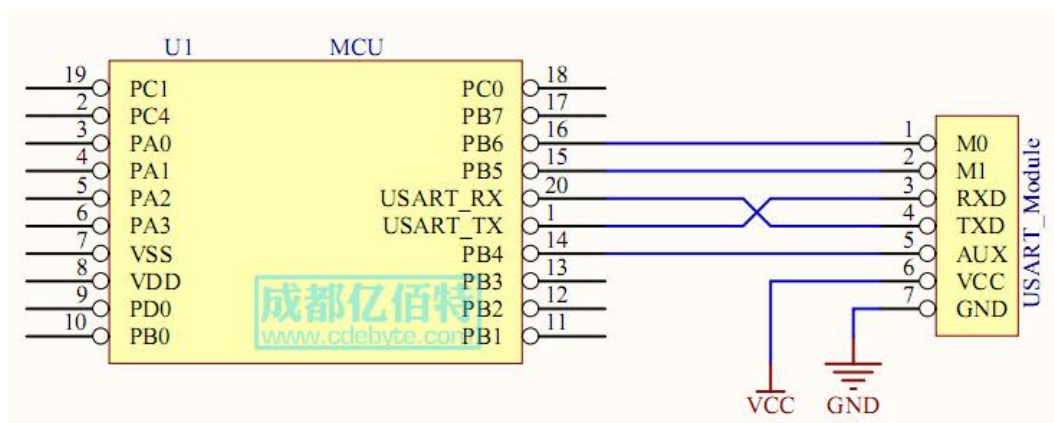 U1 MCU
19 PC1 PC0 18
2 PC4 PB7 17
3 PA0 PB6 16
4 PA1 PB5 15
5 PA2 USART_RX 20
6 PA3 USART_TX 1
7 VSS PB4 14
8 VDD PB3 13
9 PD0 PB2 12
10 PB0 PB1 11
成都亿佰特
www.cdebyte.com
1 M0
2 M1
3 RXD
4 TXD
5 AUX
6 VCC
7 GND
USART_Module
VCC GND